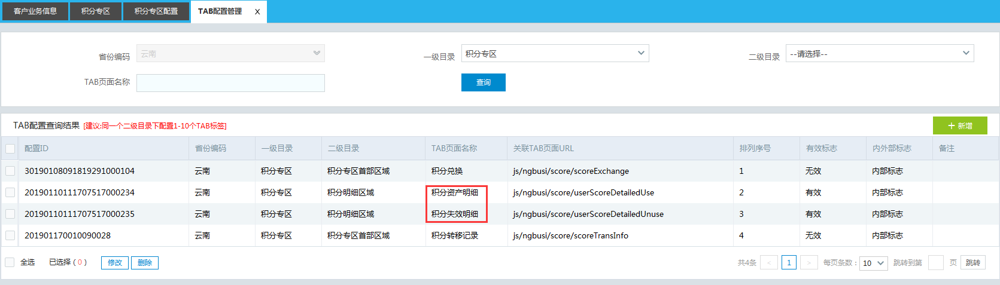 客户业务信息 积分专区 积分专区配置 TAB配置管理 X
省份编码 云南 一级目录 积分专区 二级目录 --请选择--
TAB页面名称 查询
TAB配置查询结果 [建议:同一个二级目录下配置1-10个TAB标签] + 新增
配置ID 省份编码 一级目录 二级目录 TAB页面名称 关联TAB页面URL 排列序号 有效标志 内外部标志 备注
30190108091819291000104 云南 积分专区 积分专区首部区域 积分兑换 js/ngbusi/score/scoreExchange 1 无效 内部标志
20190110111707517000234 云南 积分专区 积分明细区域 积分资产明细 js/ngbusi/score/userScoreDetailedUse 2 有效 内部标志
20190110111707517000235 云南 积分专区 积分明细区域 积分失效明细 js/ngbusi/score/userScoreDetailedUnuse 3 有效 内部标志
201901170010090028 云南 积分专区 积分专区首部区域 积分转移记录 js/ngbusi/score/scoreTransInfo 4 无效 内部标志
全选 已选择 ( 0 ) 修改 删除 共4条 < 1 > 每页条数 : 10 跳转到第 页 跳转